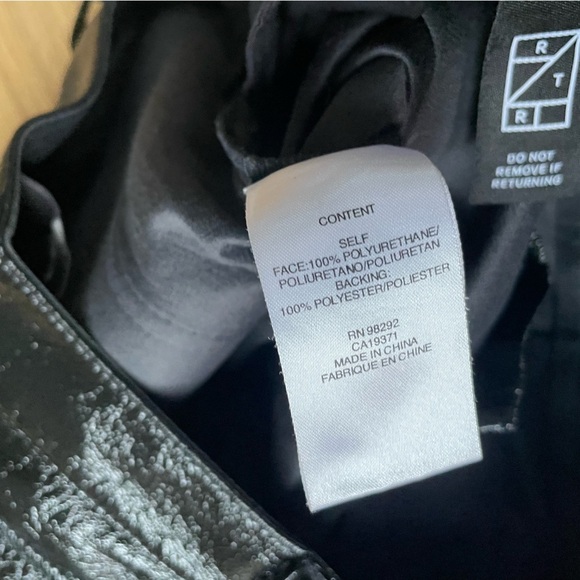 R
T
R
DO NOT
REMOVE IF
RETURNING
CONTENT
SELF
FACE:100% POLYURETHANE/
POLIURETANO/POLIURETAN
BACKING:
100% POLYESTER/POLIESTER
RN 98292
CA19371
MADE IN CHINA
FABRIQUE EN CHINE